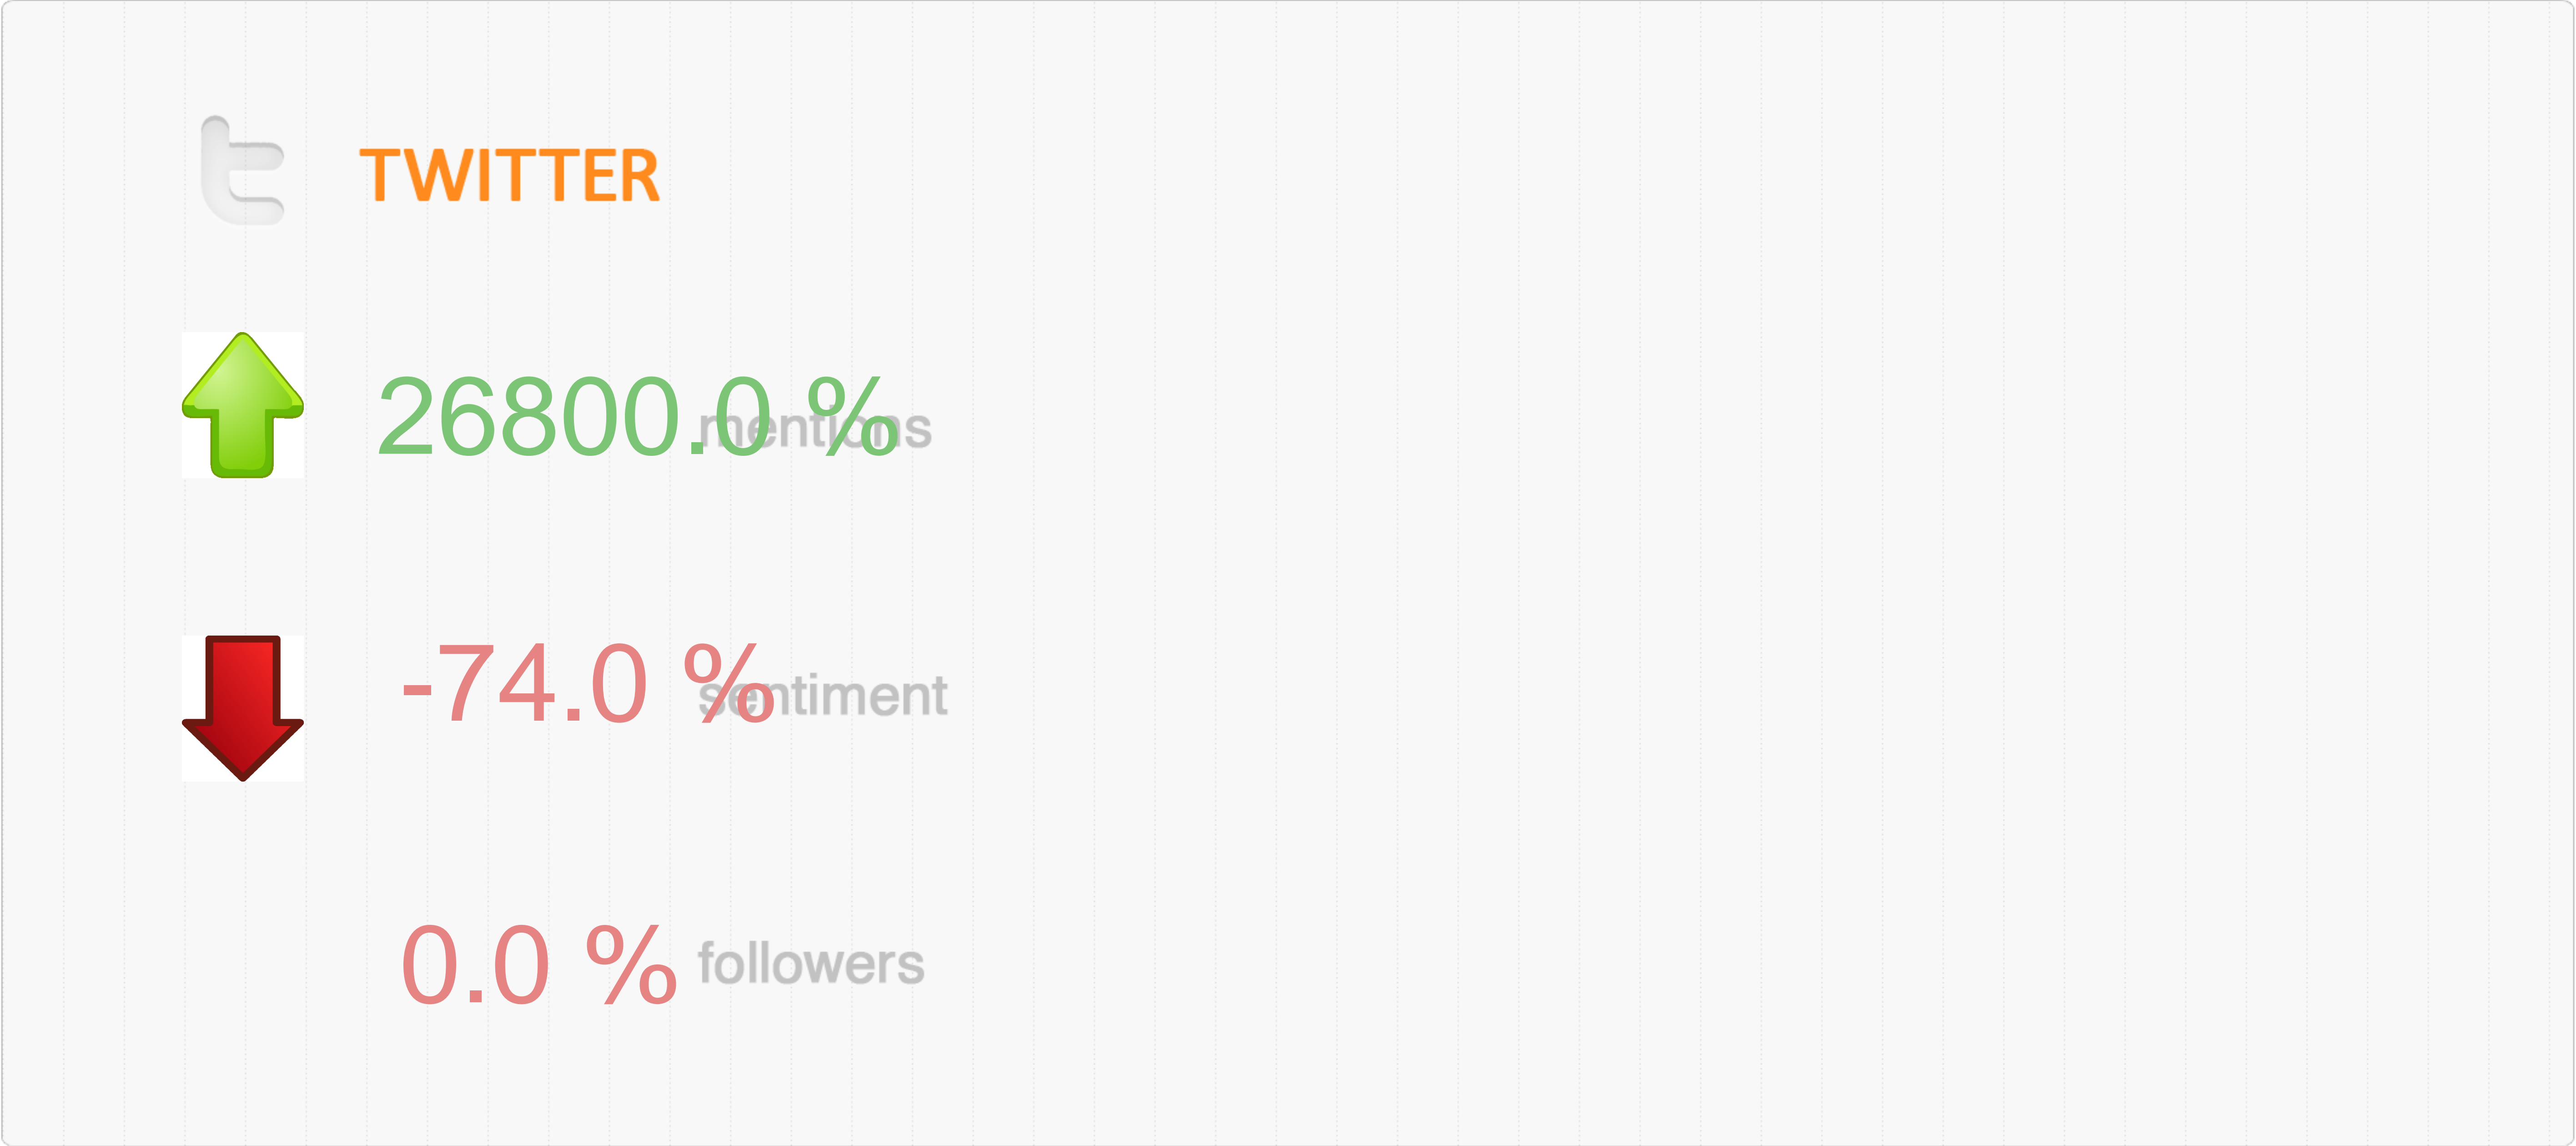 TWITTER
26800.0 % mentions
-74.0 % sentiment
0.0 % followers